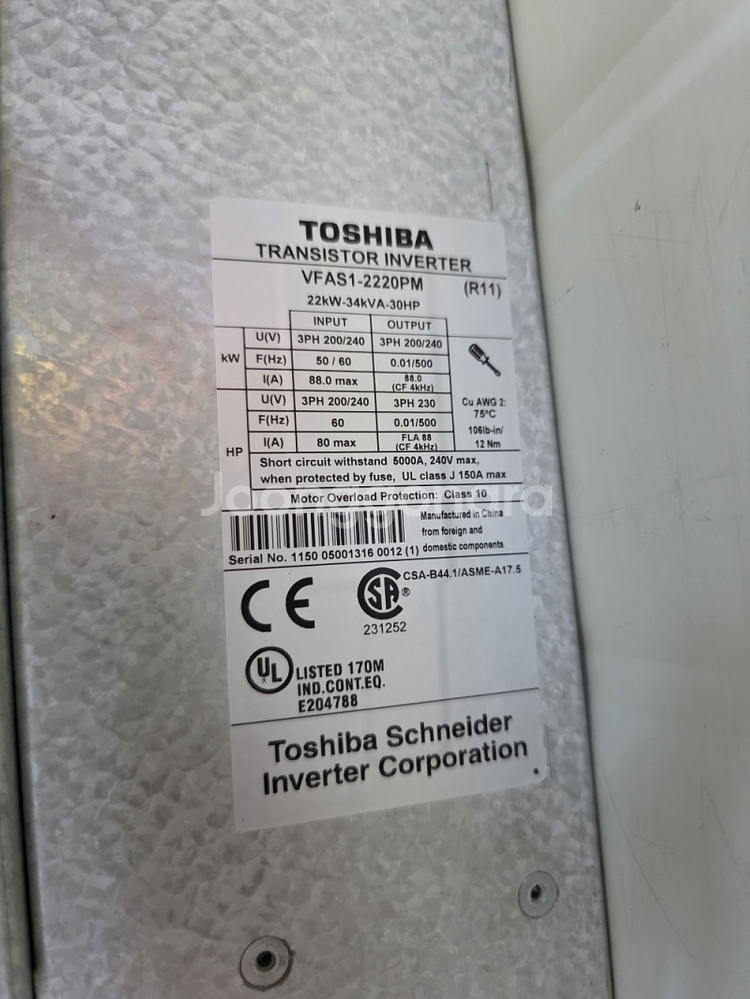 TOSHIBA
TRANSISTOR INVERTER
VFAS1-2220PM (R11)
22kW-34kVA-30HP
INPUT OUTPUT
kW U(V) 3PH 200/240 3PH 200/240
F(Hz) 50 / 60 0.01/500
I(A) 88.0 max 88.0 (CF 4kHz)
HP U(V) 3PH 200/240 3PH 230
F(Hz) 60 0.01/500
I(A) 80 max FLA 88 (CF 4kHz)
Cu AWG 2:
75°C
106lb-in/
12 Nm
Short circuit withstand 5000A, 240V max,
when protected by fuse, UL class J 150A max
Motor Overload Protection: Class 10
Manufactured in China
from foreign and
domestic components
Serial No. 1150 05001316 0012 (1)
CE
SA ® CSA-B44.1/ASME-A17.5
231252
UL LISTED 170M
IND.CONT.EQ.
E204788
Toshiba Schneider
Inverter Corporation
Joonggonara